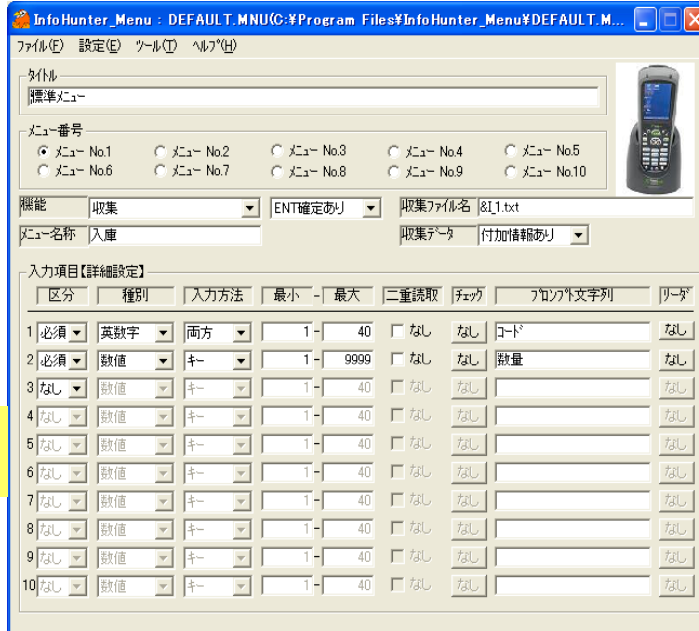 InfoHunter_Menu : DEFAULT.MNU(C:¥Program Files¥InfoHunter_Menu¥DEFAULT.M...
ファイル(F) 設定(E) ツール(T) ヘルプ(H)
タイトル
標準メニュー
メニュー番号
メニュー No.1 メニュー No.2 メニュー No.3 メニュー No.4 メニュー No.5
メニュー No.6 メニュー No.7 メニュー No.8 メニュー No.9 メニュー No.10
機能 収集 ENT確定あり 収集ファイル名 &I_1.txt
メニュー名称 入庫 収集データ 付加情報あり
入力項目【詳細設定】
区分 種別 入力方法 最小 - 最大 二重読取 チェック プロンプト文字列 リーダ
1 必須 英数字 両方 1 - 40 なし なし コード なし
2 必須 数値 キー 1 - 9999 なし なし 数量 なし
3 なし 数値 キー 1 - 40 なし なし なし
4 なし 数値 キー 1 - 40 なし なし なし
5 なし 数値 キー 1 - 40 なし なし なし
6 なし 数値 キー 1 - 40 なし なし なし
7 なし 数値 キー 1 - 40 なし なし なし
8 なし 数値 キー 1 - 40 なし なし なし
9 なし 数値 キー 1 - 40 なし なし なし
10 なし 数値 キー 1 - 40 なし なし なし